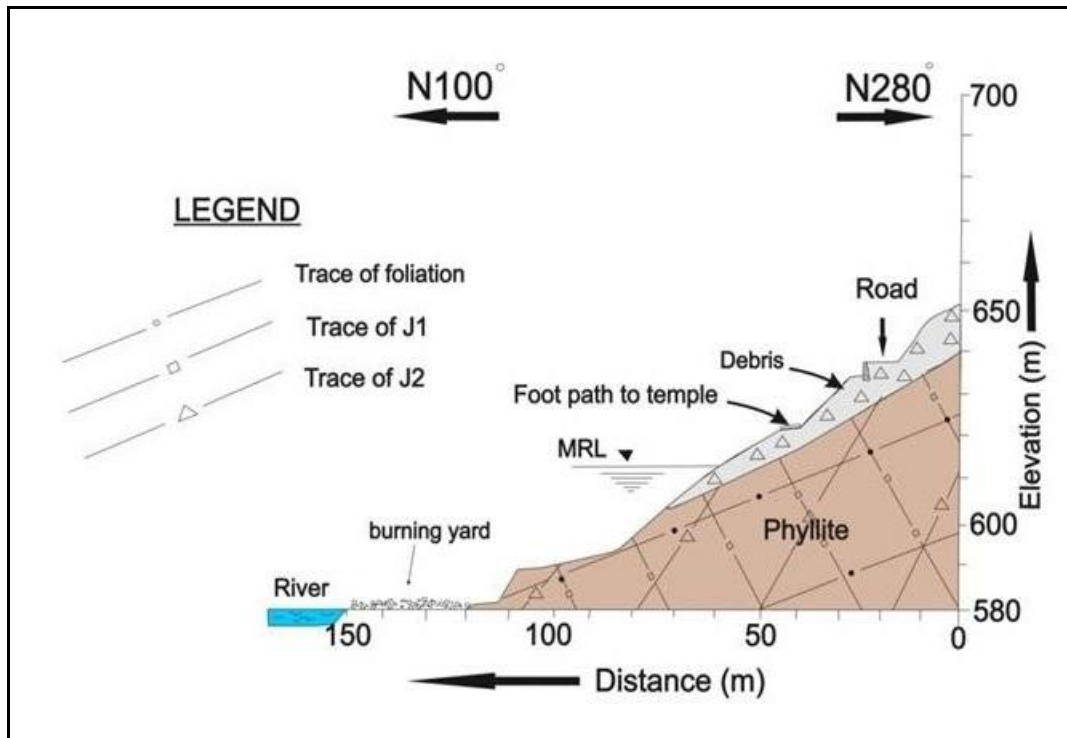 N100°
N280°
700
LEGEND
Trace of foliation
Trace of J1
Trace of J2
Road
650
Debris
Foot path to temple
MRL
Elevation (m)
600
Phyllite
burning yard
River
580
150
100
50
0
Distance (m)